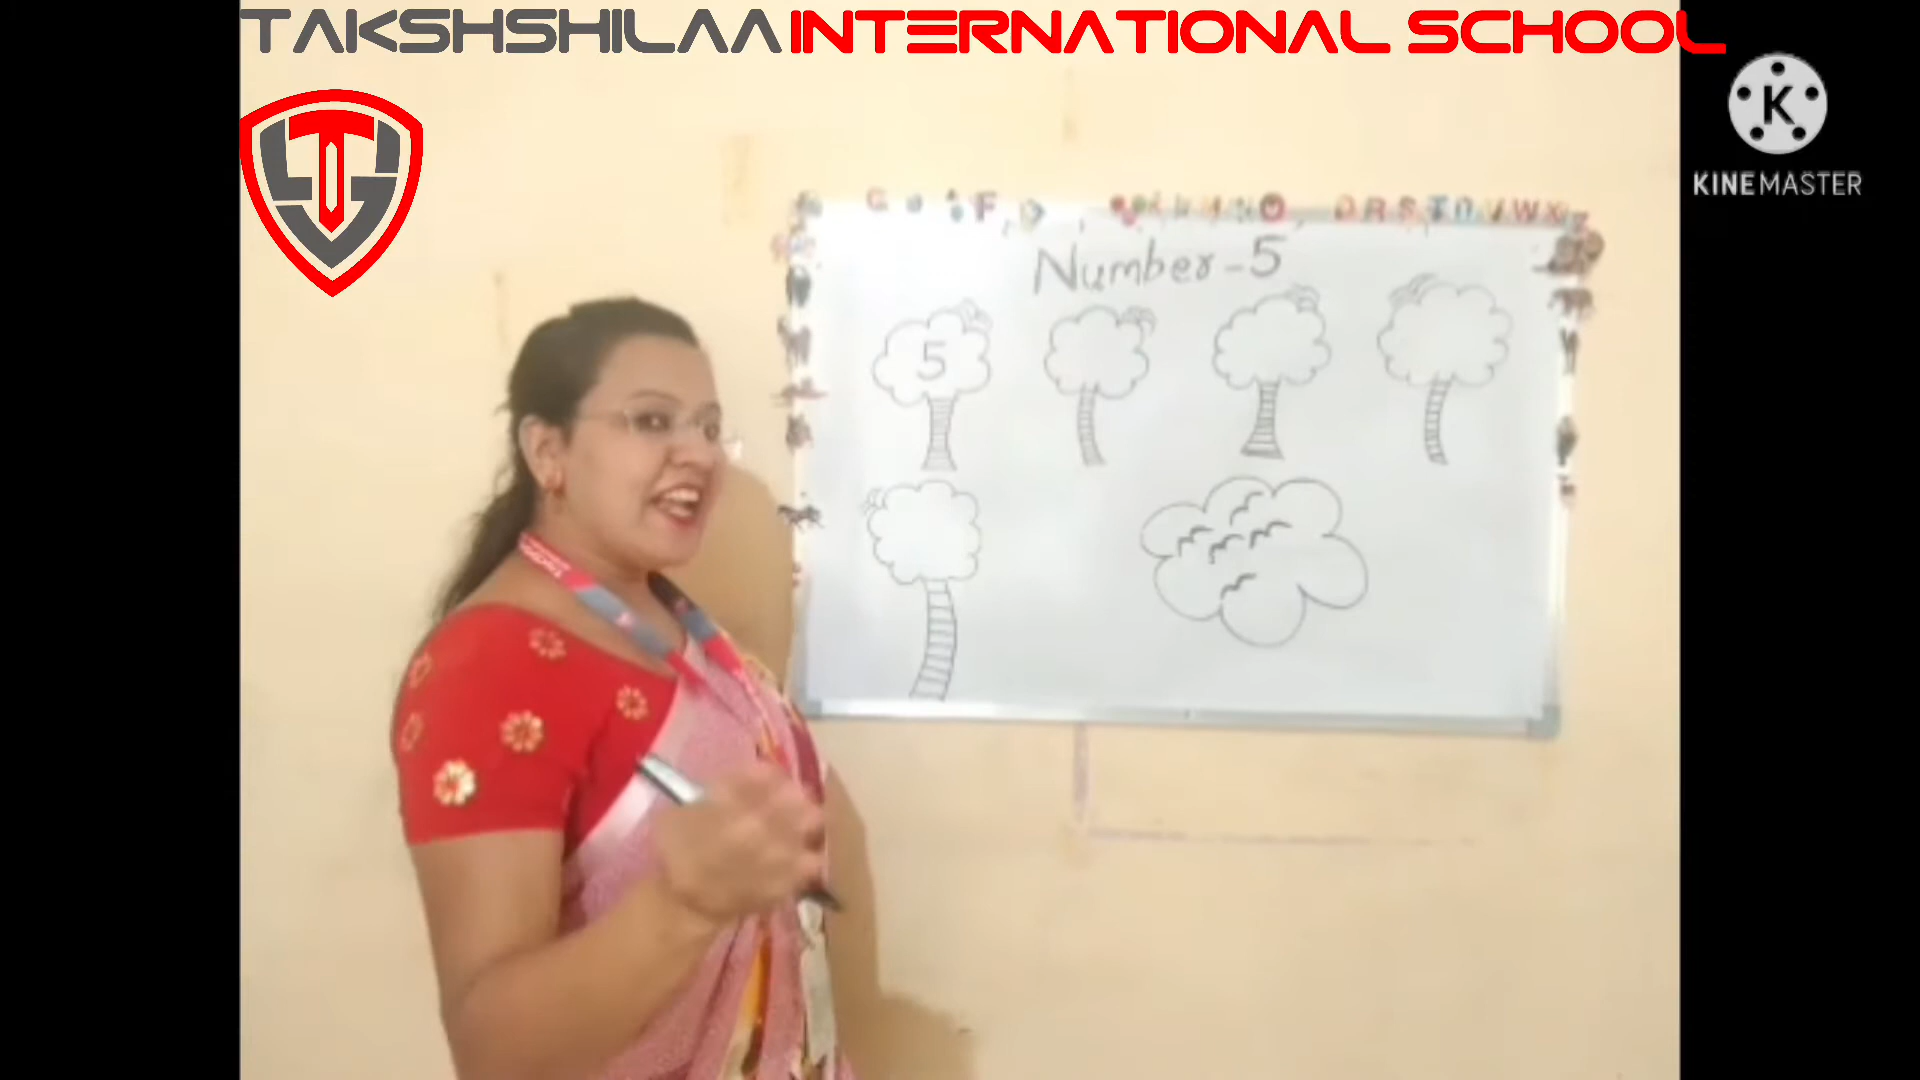 TAKSHSHILAA INTERNATIONAL SCHOOL
K
KINEMASTER
Number-5
5